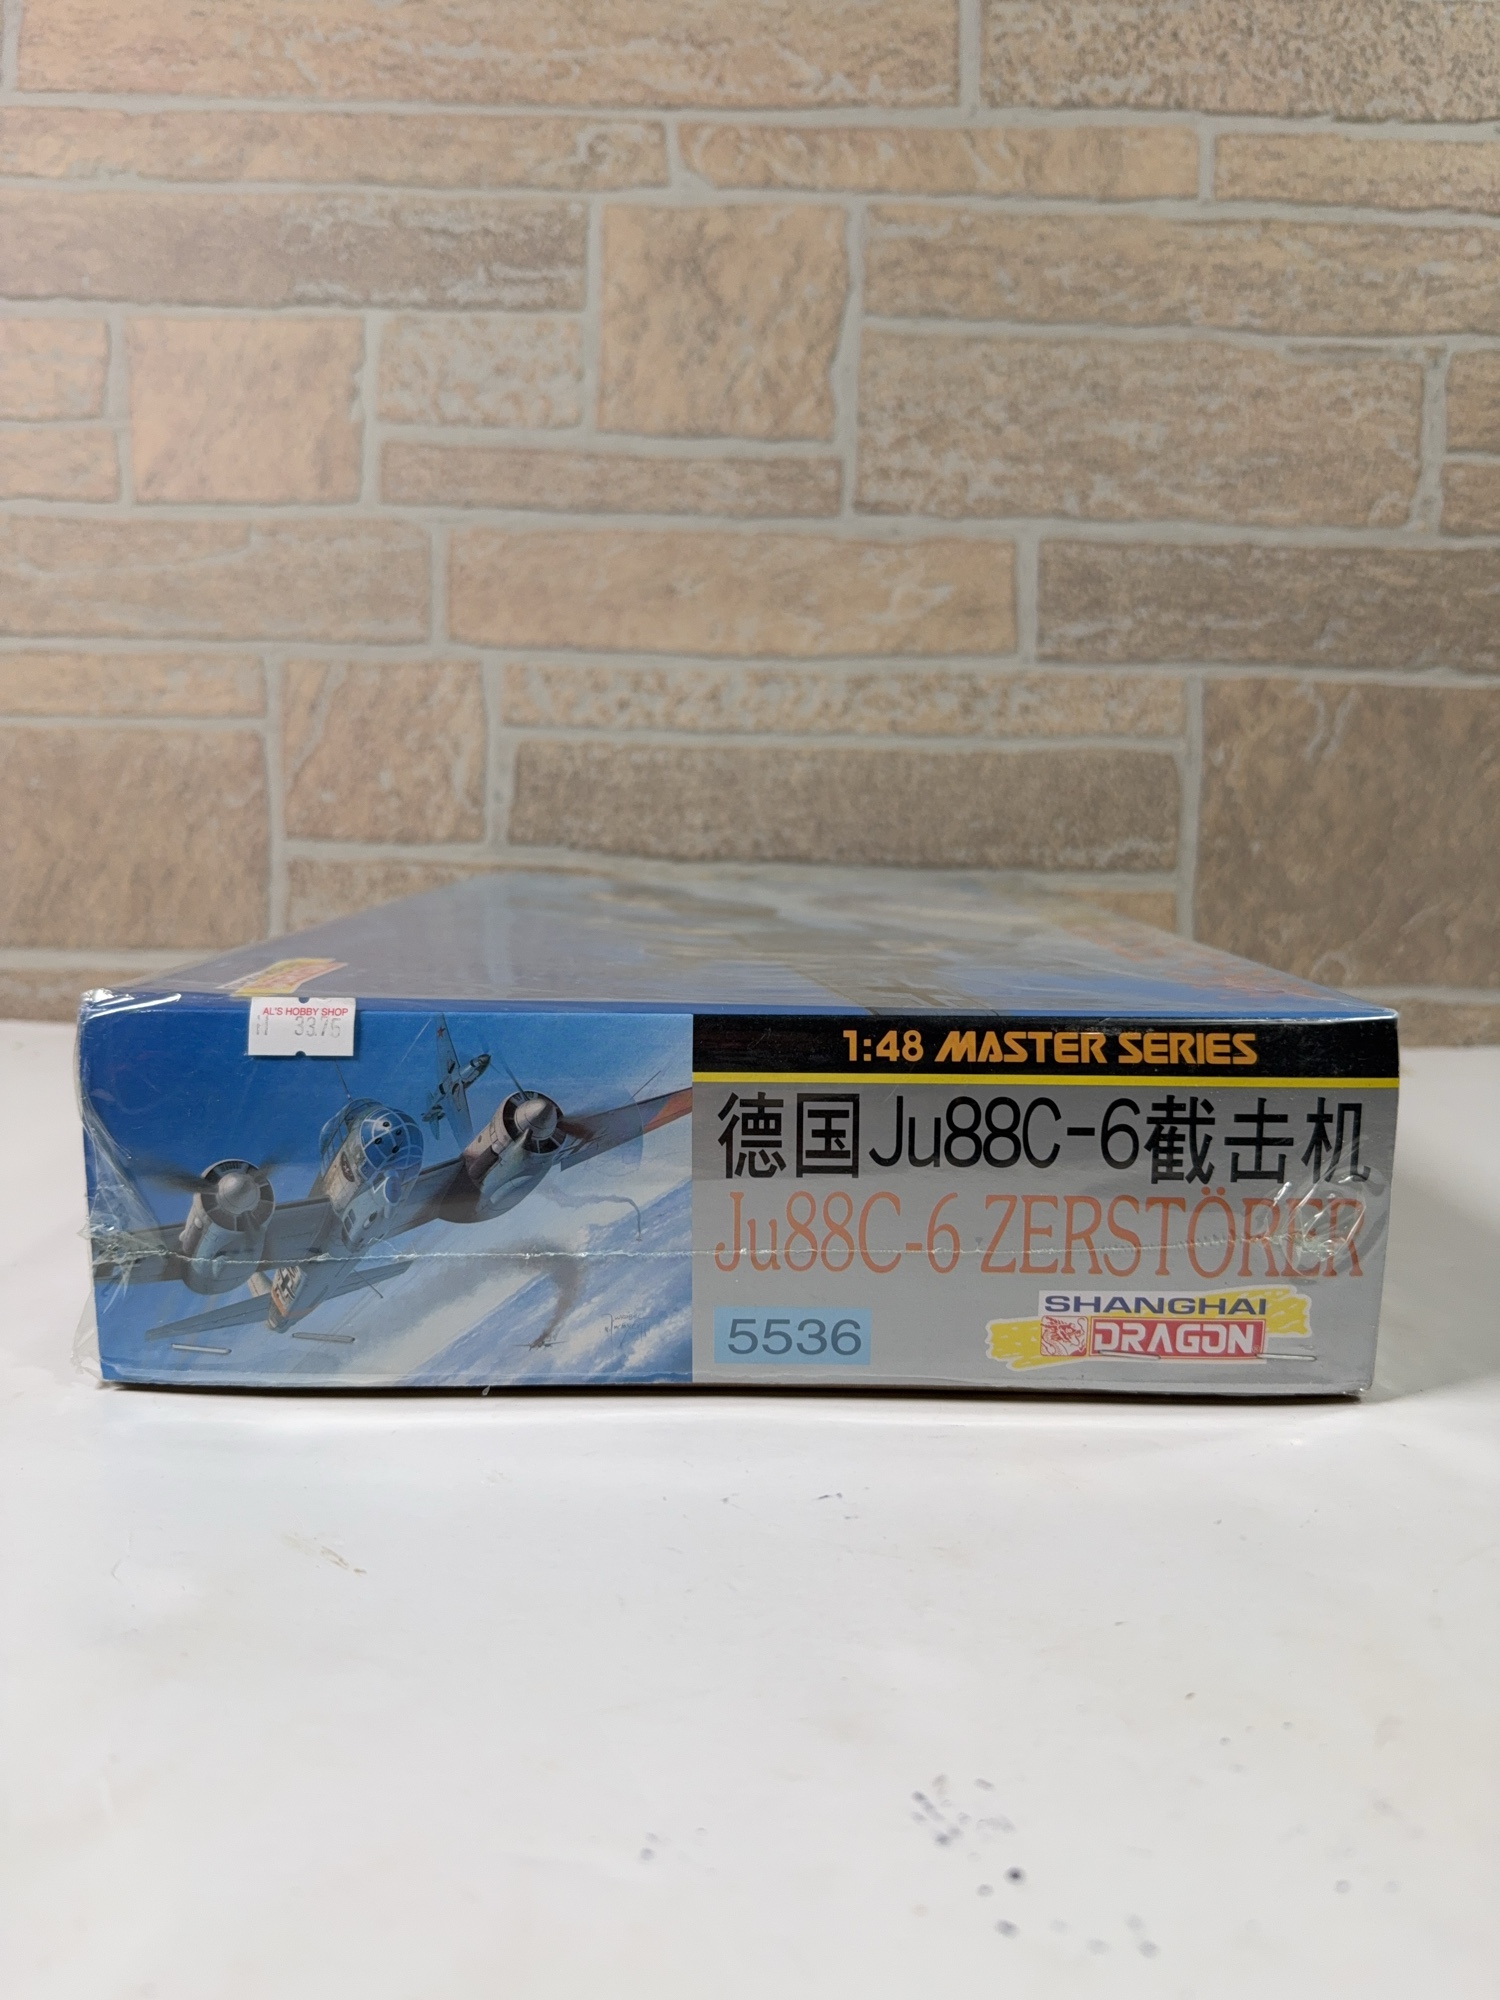 AL'S HOBBY SHOP
33.75
1:48 MASTER SERIES
德国Ju88C-6截击机
Ju88C-6 ZERSTÖRER
5536
SHANGHAI
DRAGON